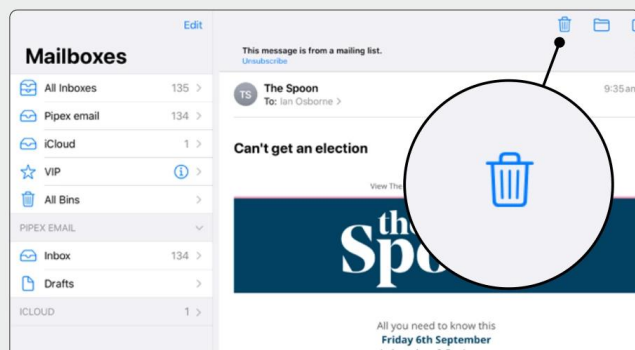 Edit
Mailboxes
All Inboxes 135
Pipex email 134
iCloud 1
VIP
All Bins
PIPEX EMAIL
Inbox 134
Drafts
ICLOUD 1
This message is from a mailing list.
Unsubscribe
TS
The Spoon
To: Ian Osborne
9:35am
Can't get an election
View The
the
Spo
All you need to know this
Friday 6th September